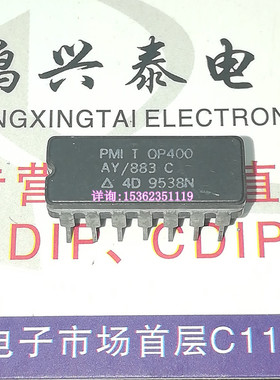 鸿兴泰电
NGXINGTAI ELECTRON
PMI T OP400
AY/883 C
△ 4D 9538N
详询:15362351119
DIP、CDIP
电子市场首层C11